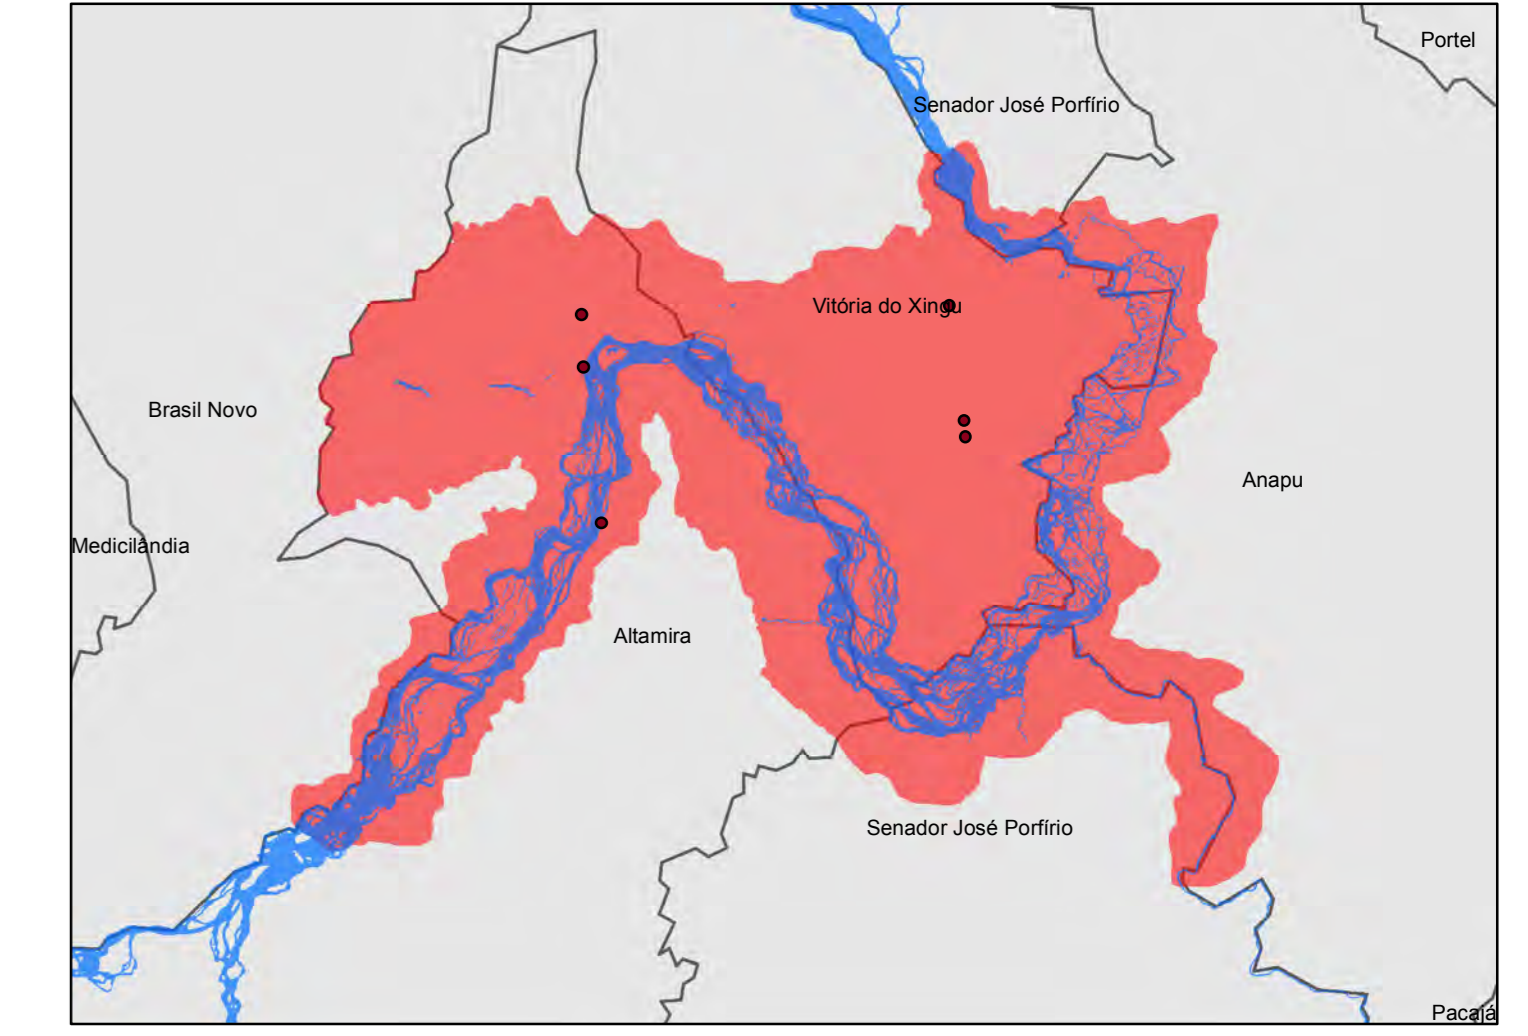 Portel
Senador José Porfírio
Vitória do Xingu
Brasil Novo
Anapu
Medicilândia
Altamira
Senador José Porfírio
Pacajá